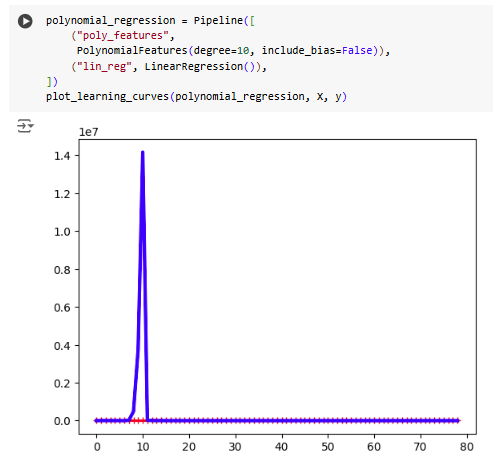 polynomial_regression = Pipeline([
("poly_features",
PolynomialFeatures(degree=10, include_bias=False)),
("lin_reg", LinearRegression()),
])
plot_learning_curves(polynomial_regression, X, y)
1e7
1.4
1.2
1.0
0.8
0.6
0.4
0.2
0.0
0 10 20 30 40 50 60 70 80